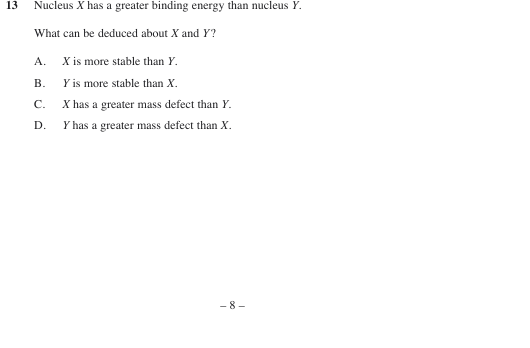 13 Nucleus X has a greater binding energy than nucleus Y.
What can be deduced about X and Y?
A. X is more stable than Y.
B. Y is more stable than X.
C. X has a greater mass defect than Y.
D. Y has a greater mass defect than X.
– 8 –